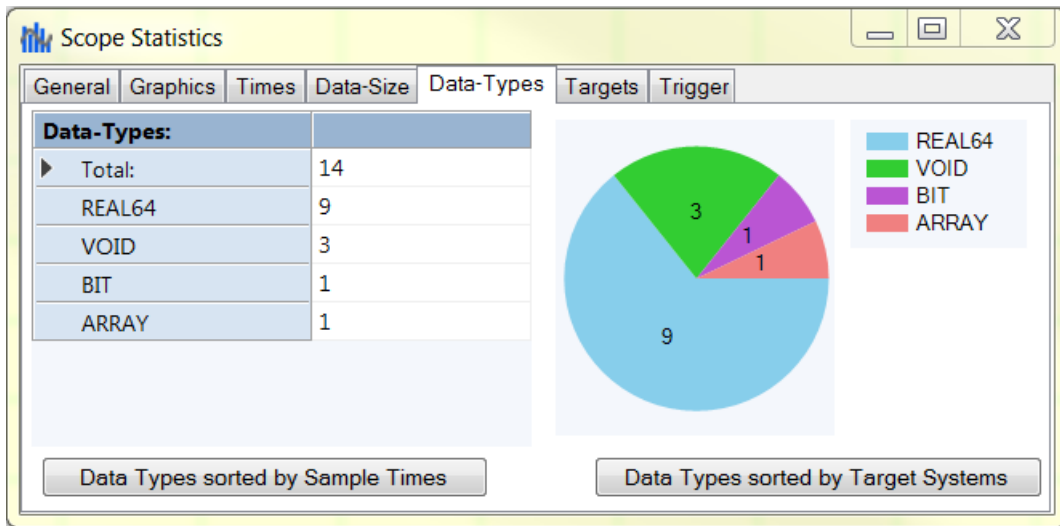 Scope Statistics
General Graphics Times Data-Size Data-Types Targets Trigger
Data-Types:
Total: 14
REAL64 9
VOID 3
BIT 1
ARRAY 1
3
1
1
9
REAL64
VOID
BIT
ARRAY
Data Types sorted by Sample Times
Data Types sorted by Target Systems